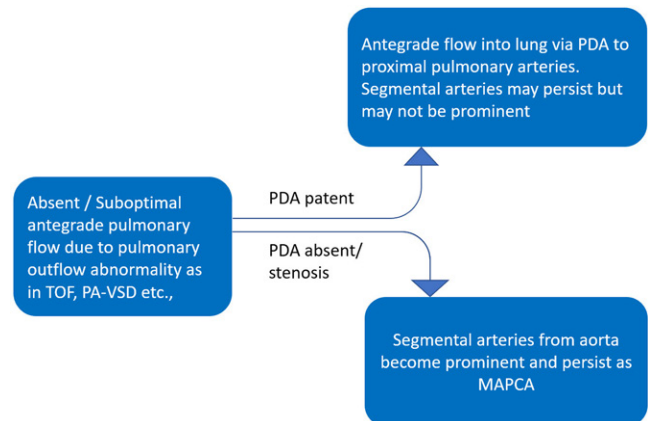 Antegrade flow into lung via PDA to
proximal pulmonary arteries.
Segmental arteries may persist but
may not be prominent
Absent / Suboptimal
antegrade pulmonary
flow due to pulmonary
outflow abnormality as
in TOF, PA-VSD etc.,
PDA patent
PDA absent/
stenosis
Segmental arteries from aorta
become prominent and persist as
MAPCA